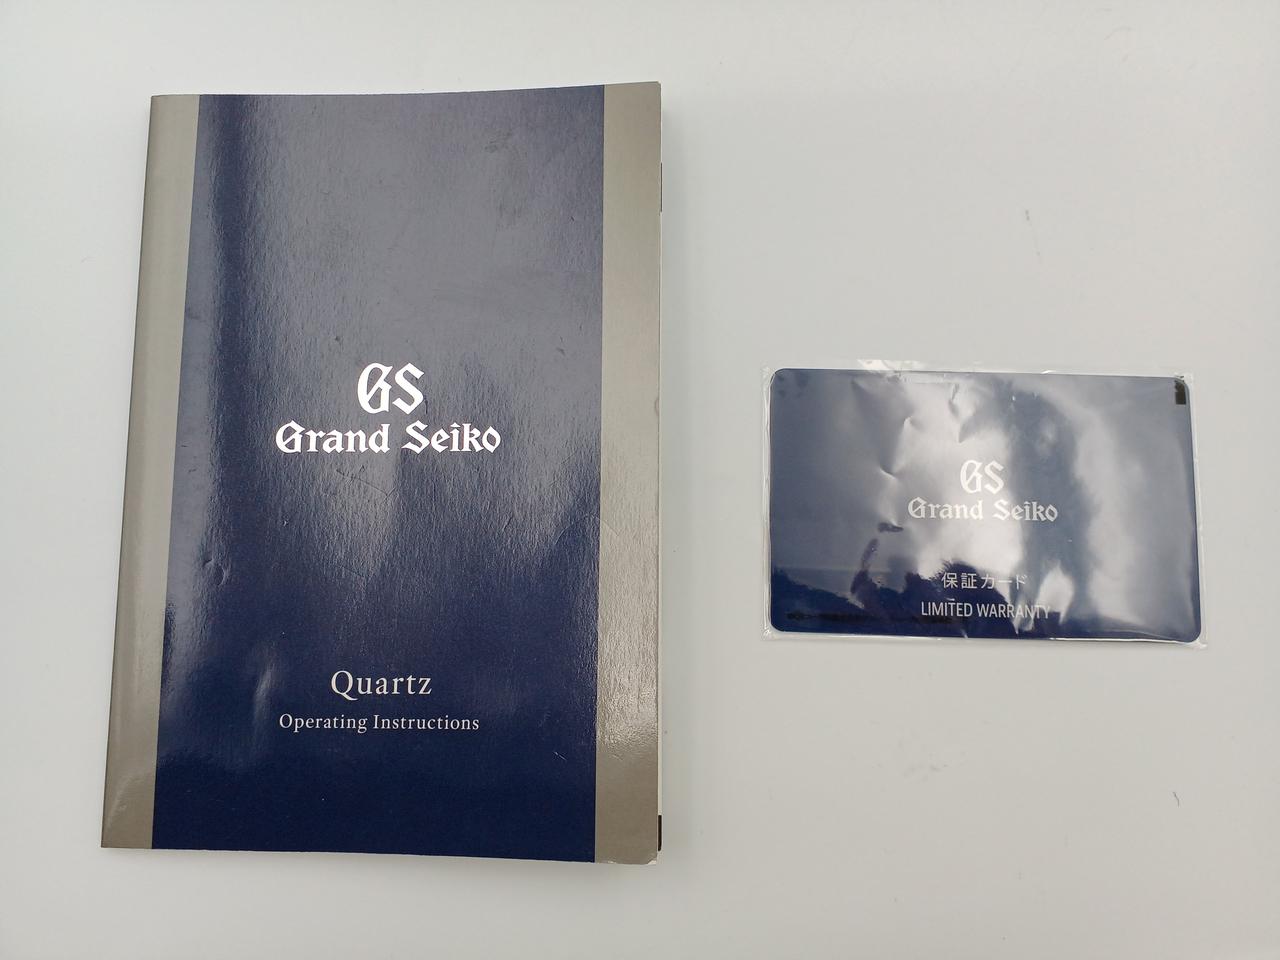 GS
Grand Seiko
Quartz
Operating Instructions
GS
Grand Seiko
保証カード
LIMITED WARRANTY